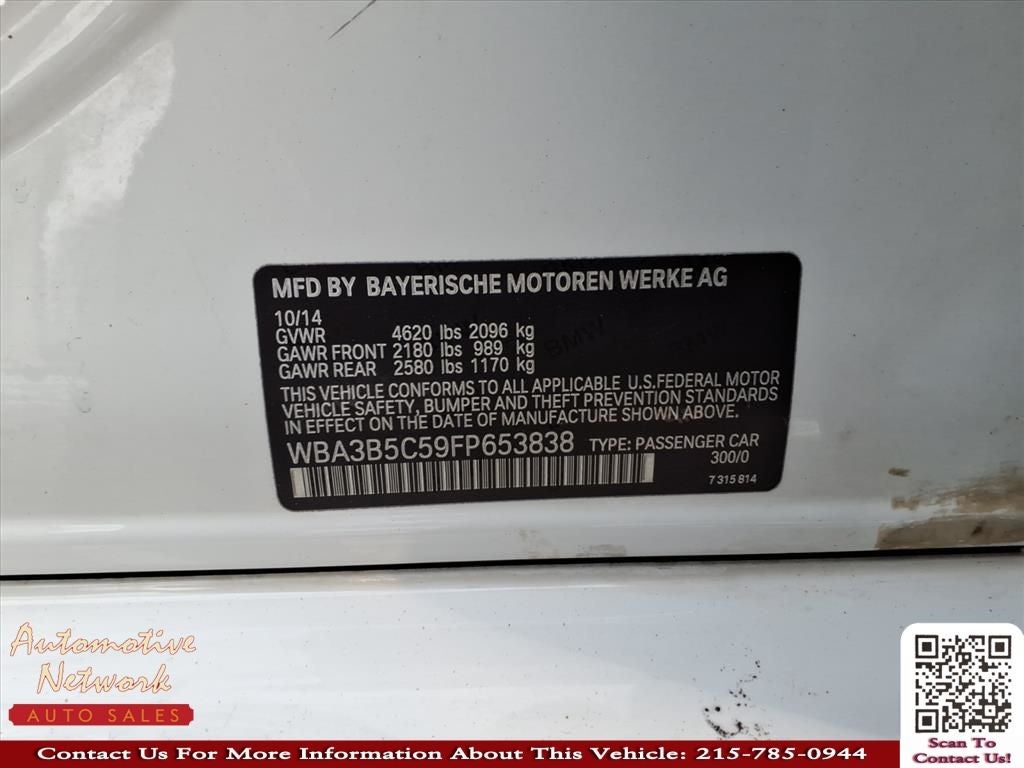 MFD BY BAYERISCHE MOTOREN WERKE AG
10/14
GVWR 4620 lbs 2096 kg
GAWR FRONT 2180 lbs 989 kg
GAWR REAR 2580 lbs 1170 kg
THIS VEHICLE CONFORMS TO ALL APPLICABLE U.S.FEDERAL MOTOR
VEHICLE SAFETY, BUMPER AND THEFT PREVENTION STANDARDS
IN EFFECT ON THE DATE OF MANUFACTURE SHOWN ABOVE.
WBA3B5C59FP653838 TYPE: PASSENGER CAR
300/0
7 315 814
Automotive
Network
AUTO SALES
Contact Us For More Information About This Vehicle: 215-785-0944
Scan To
Contact Us!